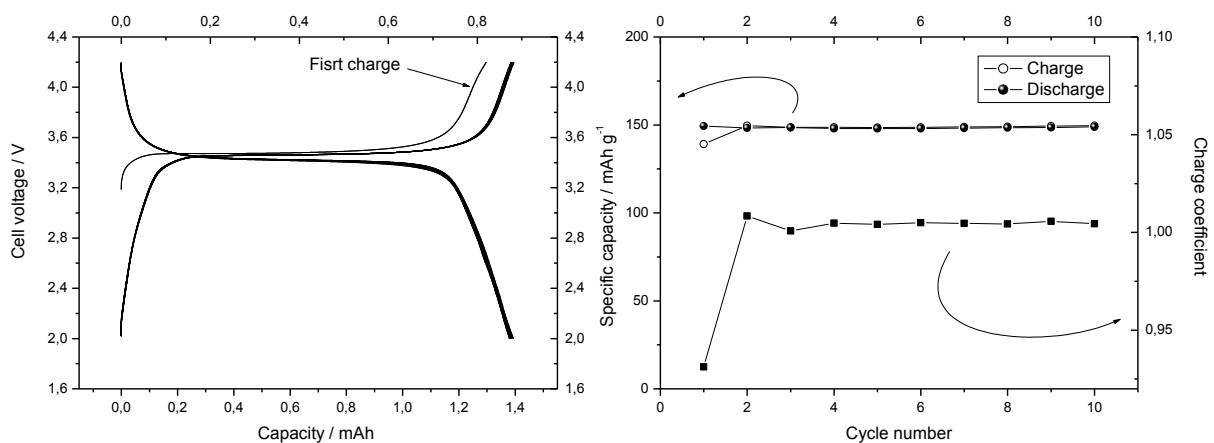 0,0 0,2 0,4 0,6 0,8
4,4
4,0
3,6
3,2
2,8
2,4
2,0
1,6
Cell voltage / V
Fisrt charge
4,4
4,0
3,6
3,2
2,8
2,4
2,0
1,6
0,0 0,2 0,4 0,6 0,8 1,0 1,2 1,4
Capacity / mAh
0 2 4 6 8 10
200
150
100
50
0
Specific capacity / mAh g-1
Charge
Discharge
1,10
1,05
1,00
0,95
Charge coefficient
0 2 4 6 8 10
Cycle number